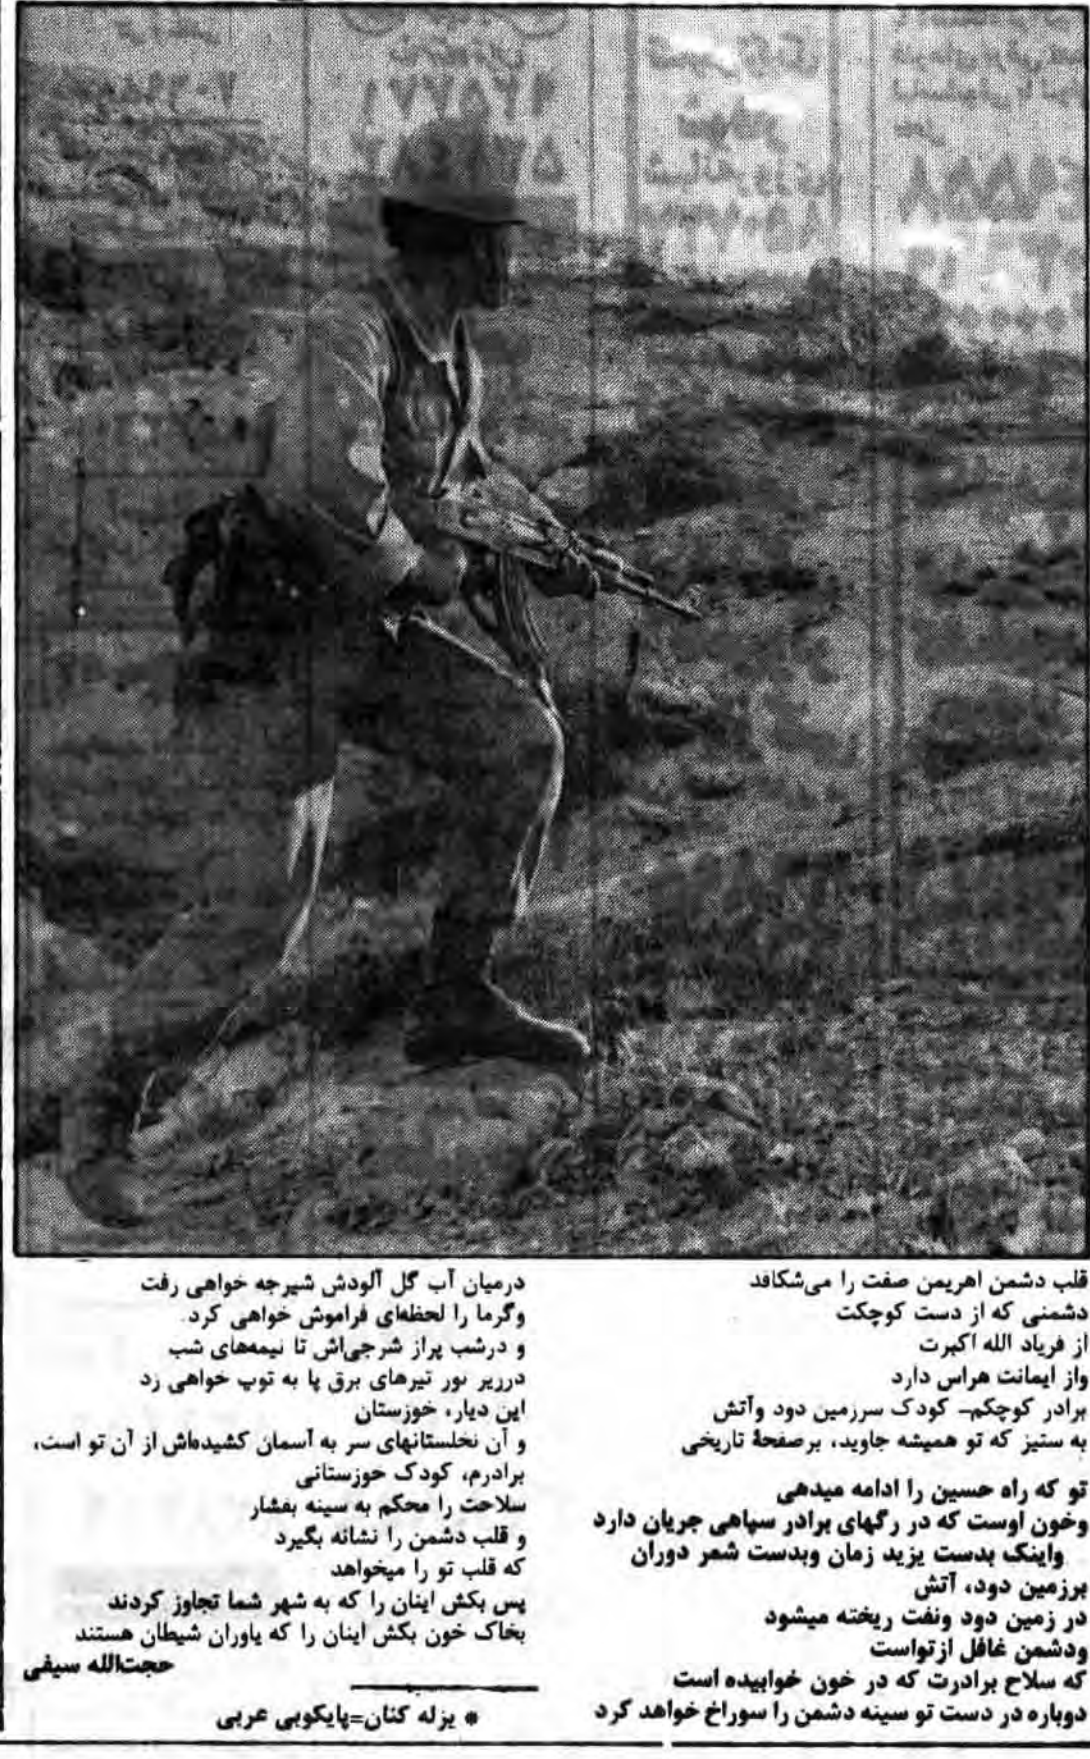 قلب دشمن اهریمن صفت را می‌شکافد
دشمنی که از دست کوچکت
از فریاد الله اکبرت
واز ایمانت هراس دارد
برادر کوچکم- کودک سرزمین دود وآتش
به ستیز که تو همیشه جاوید، برصفحهٔ تاریخی
تو که راه حسین را ادامه میدهی
وخون اوست که در رگهای برادر سپاهی جریان دارد
واینک بدست یزید زمان وبدست شمر دوران
برزمین دود، آتش
در زمین دود ونفت ریخته میشود
ودشمن غافل ازتواست
که سلاح برادرت که در خون خوابیده است
دوباره در دست تو سینه دشمن را سوراخ خواهد کرد
درمیان آب گل آلودش شیرجه خواهی رفت
وگرما را لحظه‌ای فراموش خواهی کرد.
و درشب پراز شرجی‌اش تا نیمه‌های شب
درزیر نور تیرهای برق پا به توپ خواهی زد
این دیار، خوزستان
و آن نخلستانهای سر به آسمان کشیده‌اش از آن تو است،
برادرم، کودک خوزستانی
سلاحت را محکم به سینه بفشار
و قلب دشمن را نشانه بگیرد
که قلب تو را میخواهد
پس بکش اینان را که به شهر شما تجاوز کردند
بخاک خون بکش اینان را که یاوران شیطان هستند
حجت‌الله سیفی
* یزله کنان=پایکوبی عربی